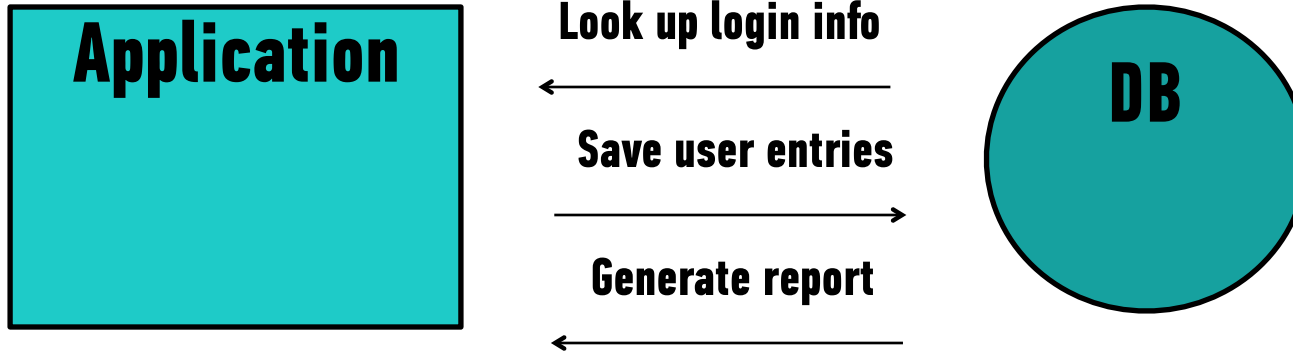 Application
Look up login info
DB
Save user entries
Generate report